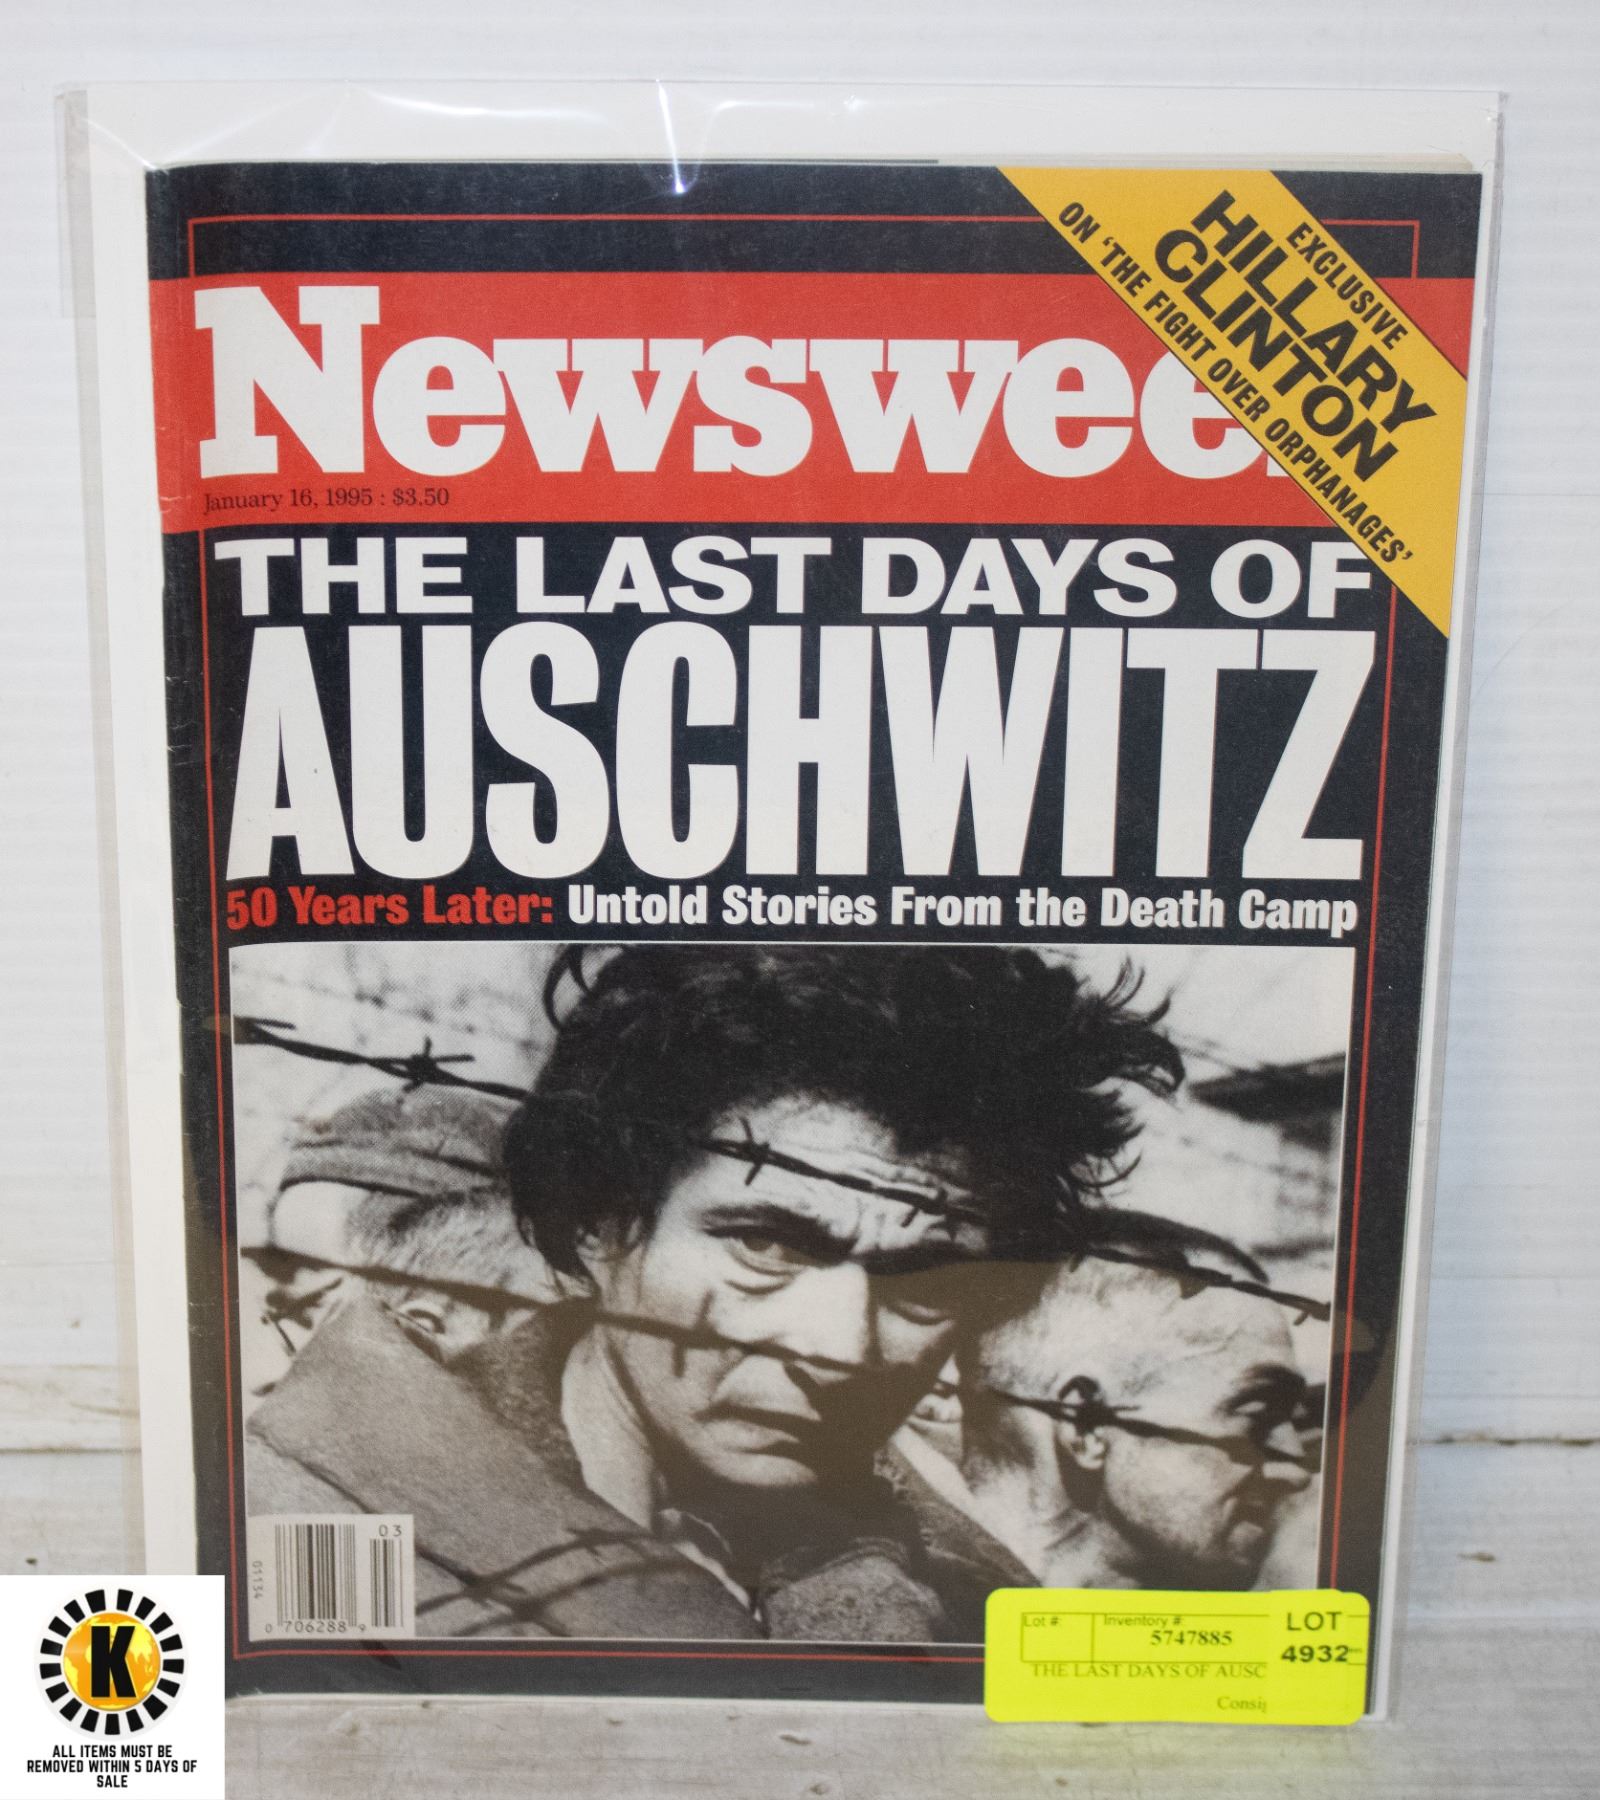 EXCLUSIVE
HILLARY
CLINTON
ON 'THE FIGHT OVER ORPHANAGES'
Newswee
January 16, 1995 : $3.50
THE LAST DAYS OF
AUSCHWITZ
50 Years Later: Untold Stories From the Death Camp
03
01134
0 706288 9
Lot #:
Inventory #:
5747885
LOT
4932
THE LAST DAYS OF AUSC
Consi
K
ALL ITEMS MUST BE
REMOVED WITHIN 5 DAYS OF
SALE